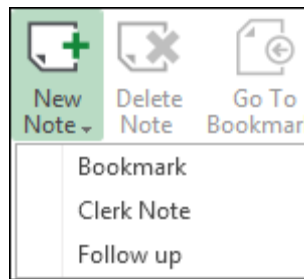 New Delete Go To
Note Note Bookmar
Bookmark
Clerk Note
Follow up